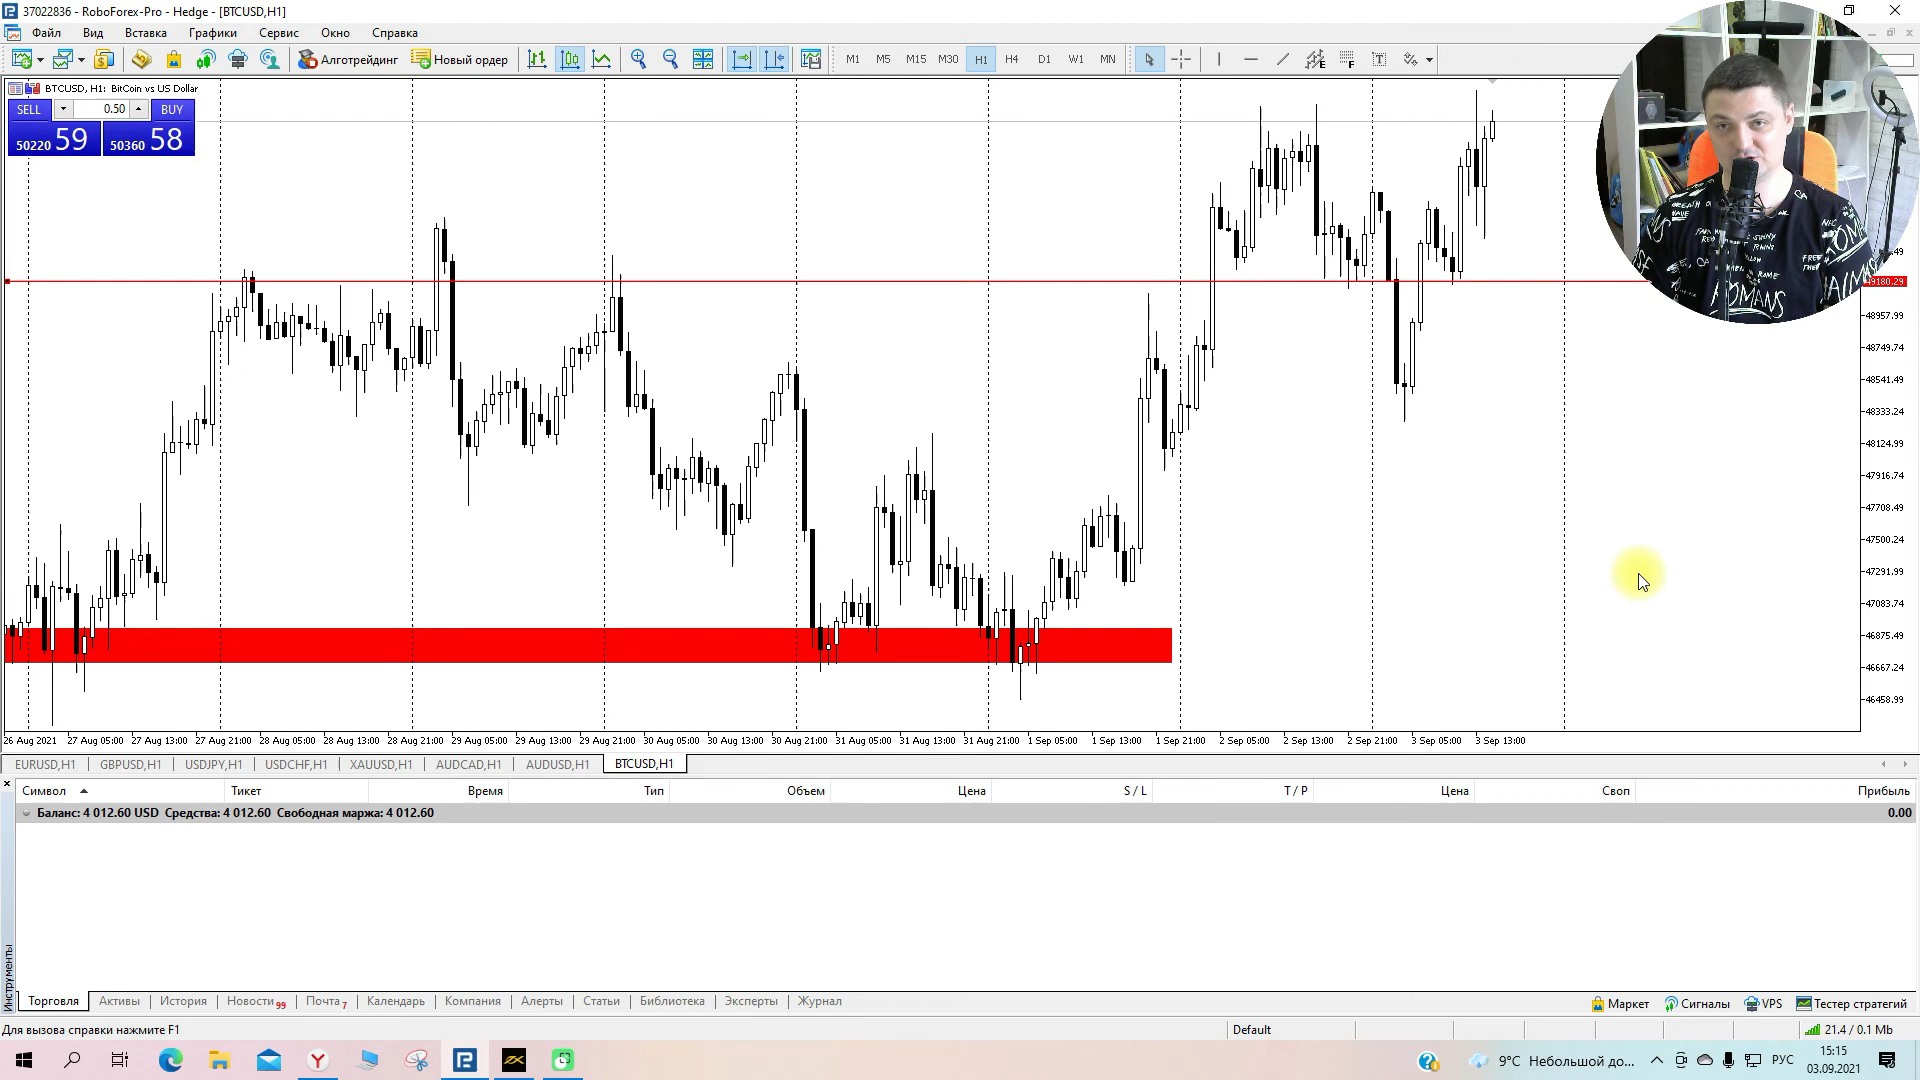 37022836 - RoboForex-Pro - Hedge - [BTCUSD,H1]
Файл Вид Вставка Графики Сервис Окно Справка
Алготрейдинг Новый ордер M1 M5 M15 M30 H1 H4 D1 W1 MN
BTCUSD, H1: BitCoin vs US Dollar
SELL 0.50 BUY
50220 59 50360 58
49180.29
48957.99
48749.74
48541.49
48333.24
48124.99
47916.74
47708.49
47500.24
47291.99
47083.74
46875.49
46667.24
46458.99
26 Aug 2021 27 Aug 05:00 27 Aug 13:00 27 Aug 21:00 28 Aug 05:00 28 Aug 13:00 28 Aug 21:00 29 Aug 05:00 29 Aug 13:00 29 Aug 21:00 30 Aug 05:00 30 Aug 13:00 30 Aug 21:00 31 Aug 05:00 31 Aug 13:00 31 Aug 21:00 1 Sep 05:00 1 Sep 13:00 1 Sep 21:00 2 Sep 05:00 2 Sep 13:00 2 Sep 21:00 3 Sep 05:00 3 Sep 13:00
EURUSD,H1 GBPUSD,H1 USDJPY,H1 USDCHF,H1 XAUUSD,H1 AUDCAD,H1 AUDUSD,H1 BTCUSD,H1
Символ Тикет Время Тип Объем Цена S / L T / P Цена Своп Прибыль
Баланс: 4 012.60 USD Средства: 4 012.60 Свободная маржа: 4 012.60 0.00
Инструменты
Торговля Активы История Новости 99 Почта 7 Календарь Компания Алерты Статьи Библиотека Эксперты Журнал Маркет Сигналы VPS Тестер стратегий
Для вызова справки нажмите F1 Default 21.4 / 0.1 Mb
9°C Небольшой до... РУС 15:15
03.09.2021